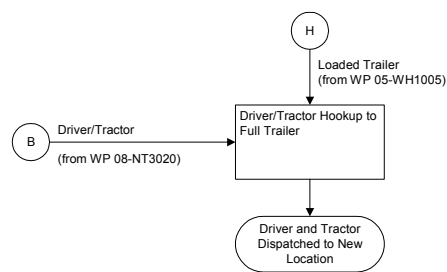 H
Loaded Trailer
(from WP 05-WH1005)
Driver/Tractor Hookup to
Full Trailer
B
Driver/Tractor
(from WP 08-NT3020)
Driver and Tractor
Dispatched to New
Location